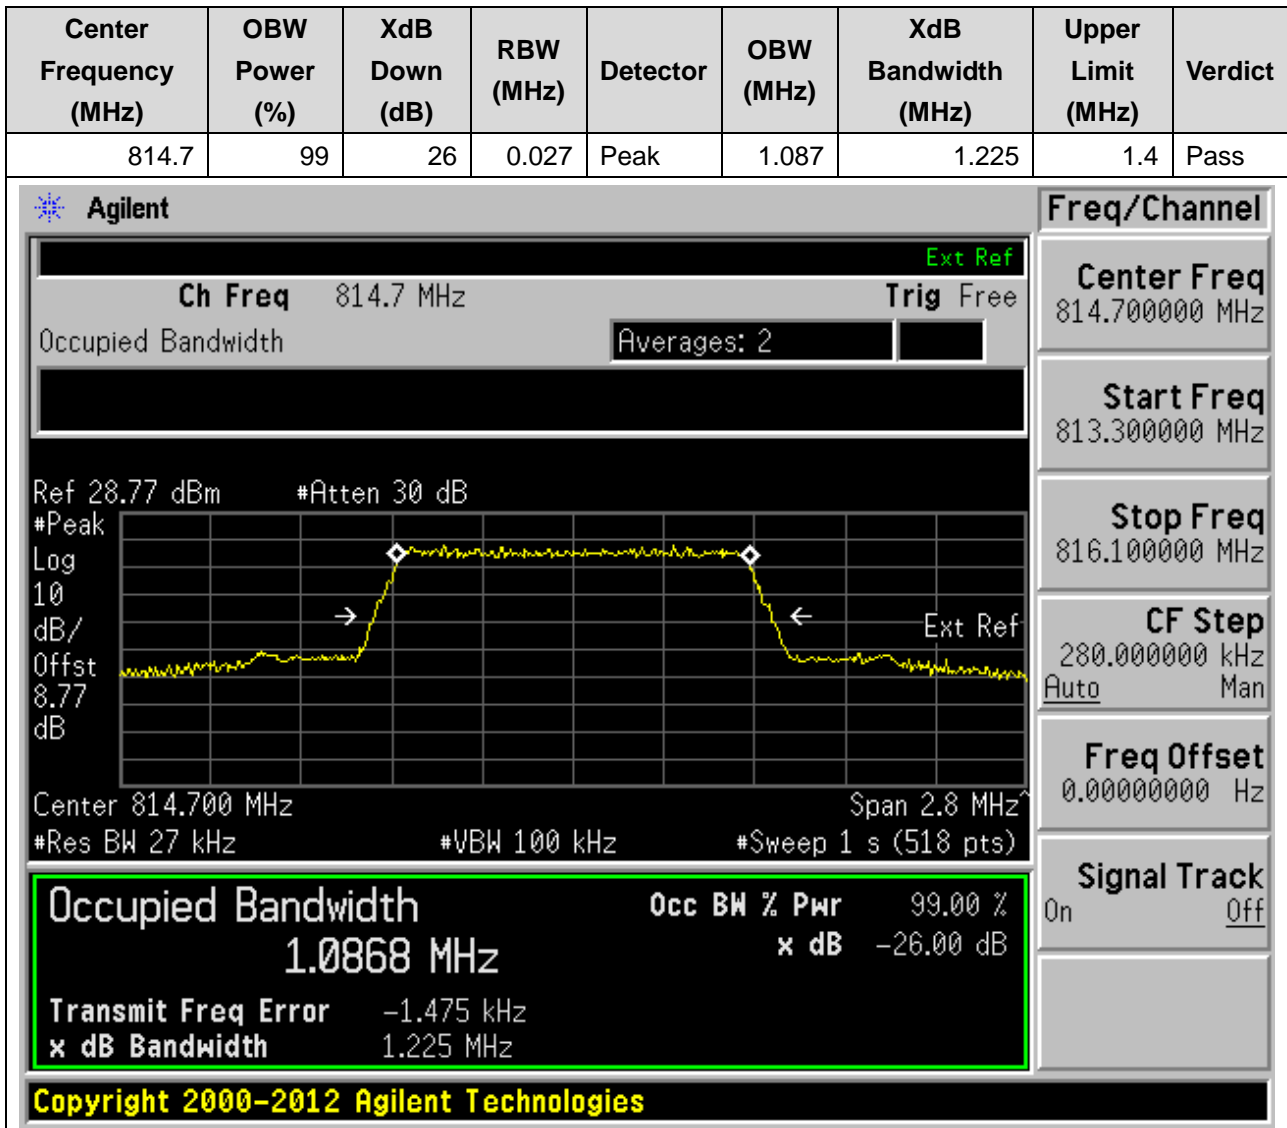 Center Frequency (MHz) OBW Power (%) XdB Down (dB) RBW (MHz) Detector OBW (MHz) XdB Bandwidth (MHz) Upper Limit (MHz) Verdict
814.7 99 26 0.027 Peak 1.087 1.225 1.4 Pass
Agilent
Freq/Channel
Ext Ref
Ch Freq 814.7 MHz Trig Free
Occupied Bandwidth Averages: 2
Center Freq
814.700000 MHz
Start Freq
813.300000 MHz
Stop Freq
816.100000 MHz
CF Step
280.000000 kHz
Auto Man
Freq Offset
0.00000000 Hz
Signal Track
On Off
Ref 28.77 dBm #Atten 30 dB
#Peak
Log
10
dB/
Offst
8.77
dB
Ext Ref
Center 814.700 MHz Span 2.8 MHz^
#Res BW 27 kHz #VBW 100 kHz #Sweep 1 s (518 pts)
Occupied Bandwidth
1.0868 MHz
Occ BW % Pwr 99.00 %
x dB -26.00 dB
Transmit Freq Error -1.475 kHz
x dB Bandwidth 1.225 MHz
Copyright 2000-2012 Agilent Technologies